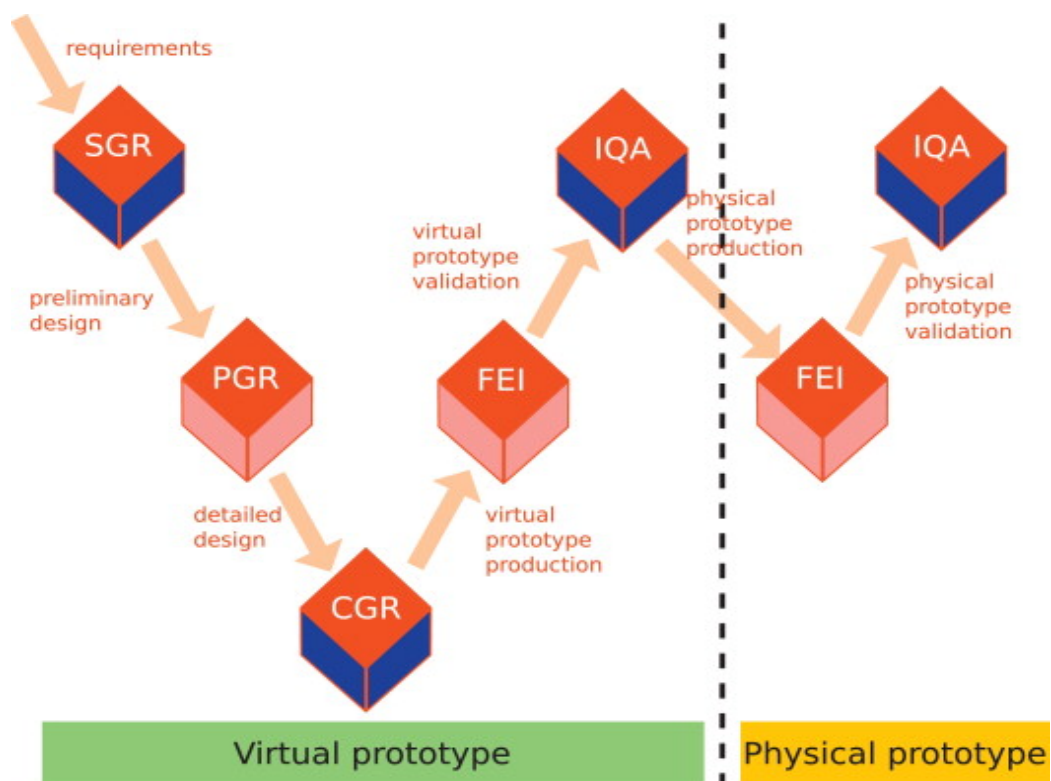 requirements
SGR
preliminary
design
PGR
detailed
design
CGR
virtual
prototype
production
FEI
virtual
prototype
validation
IQA
physical
prototype
production
FEI
physical
prototype
validation
IQA
Virtual prototype
Physical prototype